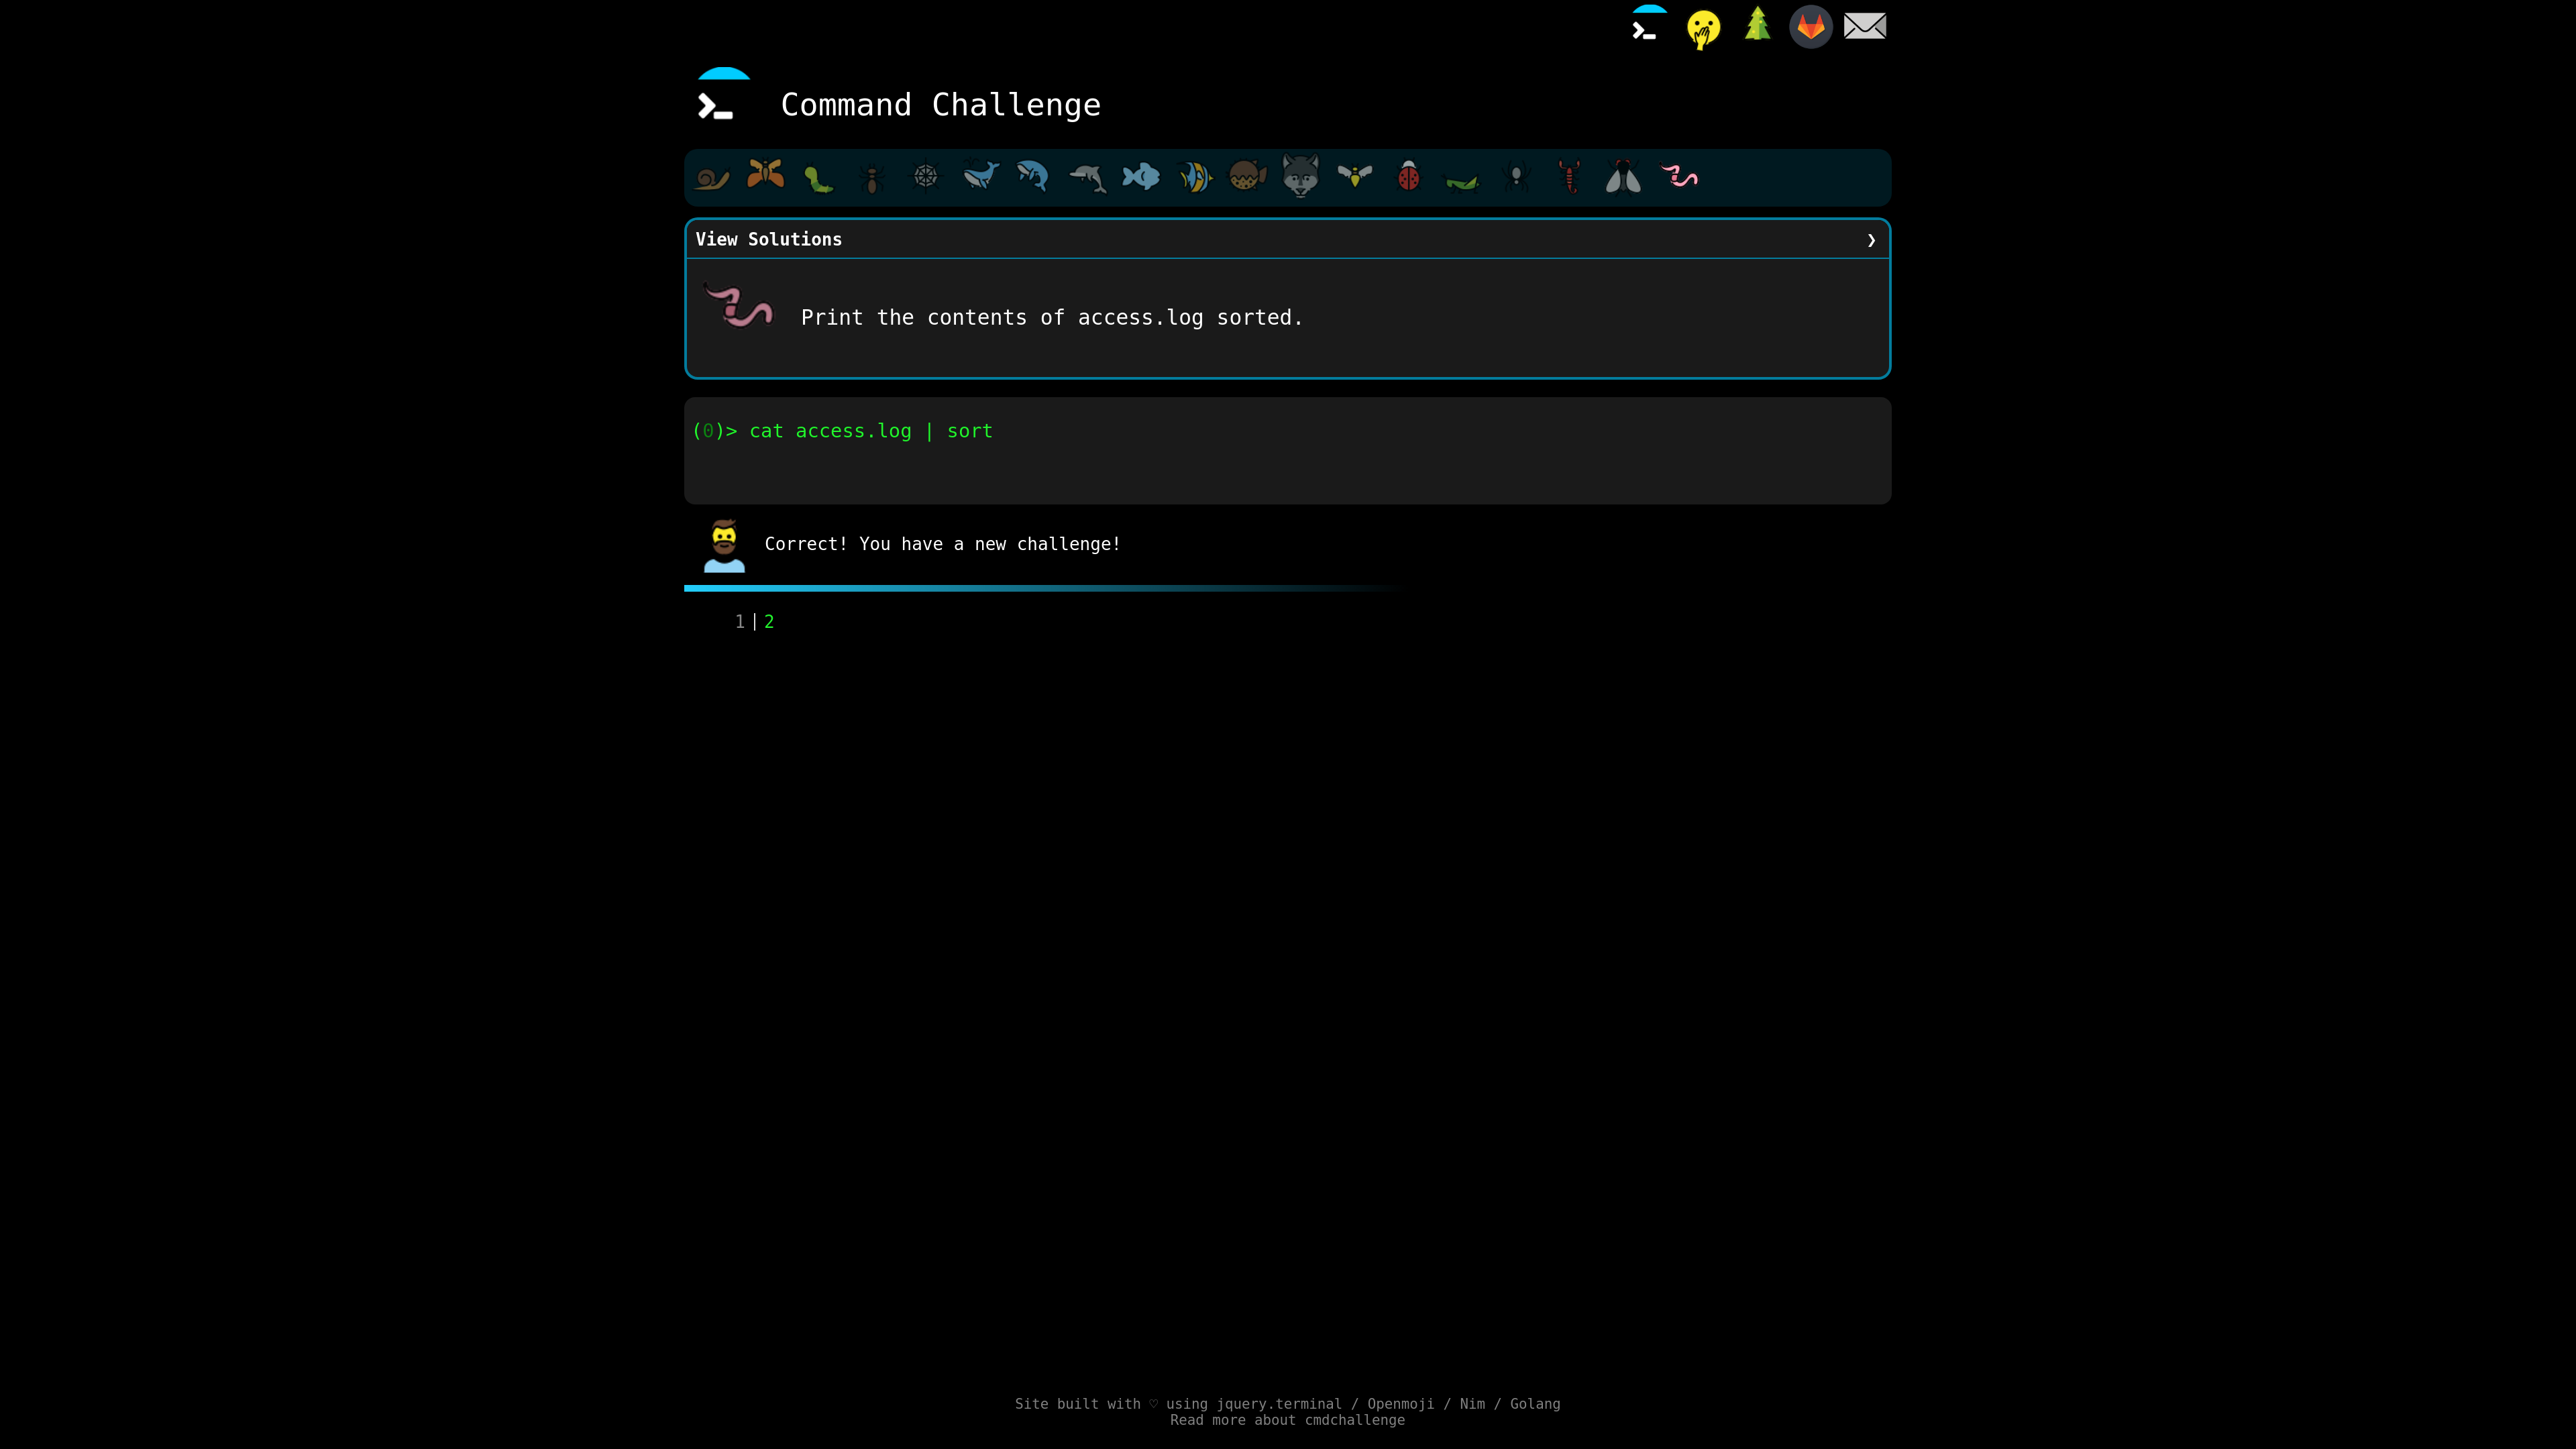 Command Challenge
View Solutions ❯
Print the contents of access.log sorted.
(0)> cat access.log | sort
Correct! You have a new challenge!
1 | 2
Site built with ♡ using jquery.terminal / Openmoji / Nim / Golang
Read more about cmdchallenge